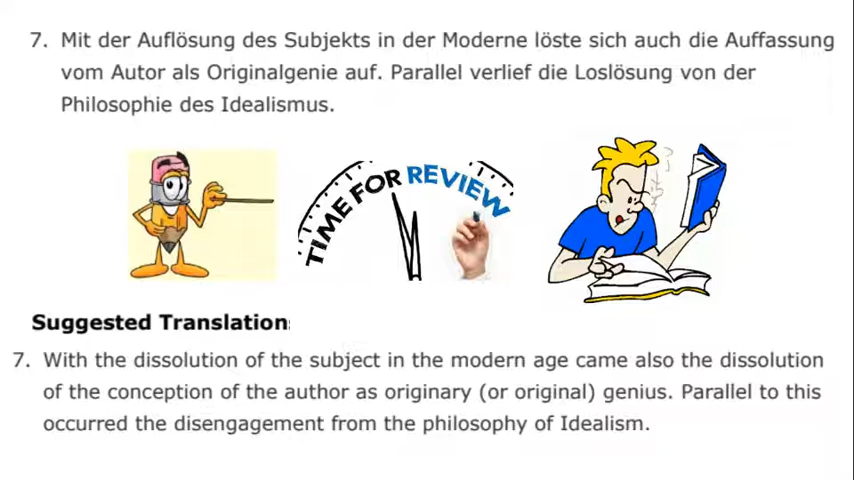 7. Mit der Auflösung des Subjekts in der Moderne löste sich auch die Auffassung
vom Autor als Originalgenie auf. Parallel verlief die Loslösung von der
Philosophie des Idealismus.
TIME FOR REVIEW
Suggested Translation:
7. With the dissolution of the subject in the modern age came also the dissolution
of the conception of the author as originary (or original) genius. Parallel to this
occurred the disengagement from the philosophy of Idealism.